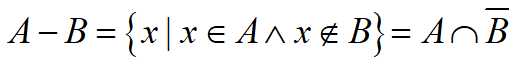 A − B = {x | x ∈ A ∧ x ∉ B} = A ∩ B̅